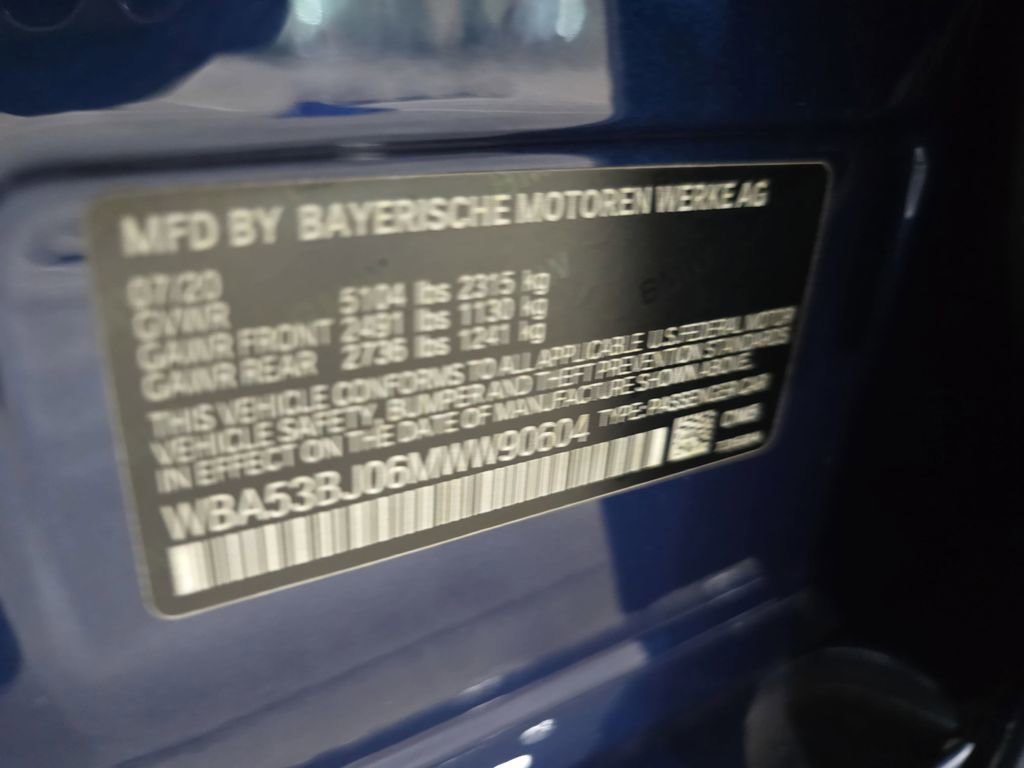 MFD BY BAYERISCHE MOTOREN WERKE AG
07/20
GVWR 5104 lbs 2315 kg
GAWR FRONT 2491 lbs 1130 kg
GAWR REAR 2736 lbs 1241 kg
THIS VEHICLE CONFORMS TO ALL APPLICABLE U.S. FEDERAL MOTOR
VEHICLE SAFETY, BUMPER AND THEFT PREVENTION STANDARDS
IN EFFECT ON THE DATE OF MANUFACTURE SHOWN ABOVE.
WBA53BJ06MWW90604 TYPE: PASSENGER CAR